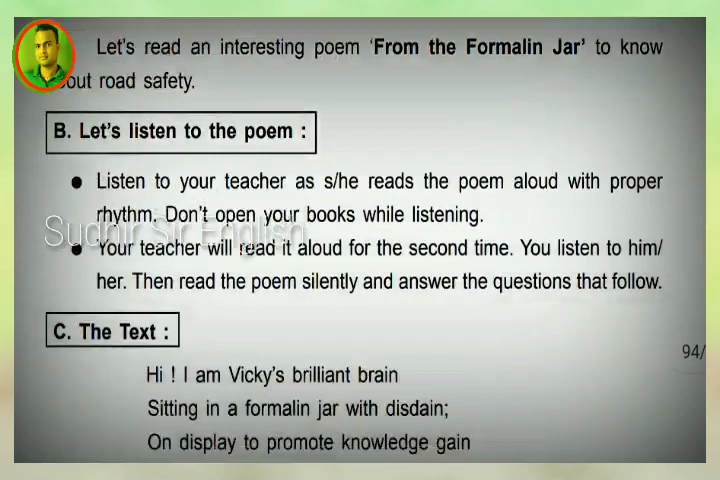 Let's read an interesting poem 'From the Formalin Jar' to know
out road safety.
B. Let's listen to the poem :
● Listen to your teacher as s/he reads the poem aloud with proper
rhythm. Don't open your books while listening.
Sudhir Sir English
● Your teacher will read it aloud for the second time. You listen to him/
her. Then read the poem silently and answer the questions that follow.
C. The Text :
94/
Hi ! I am Vicky's brilliant brain
Sitting in a formalin jar with disdain;
On display to promote knowledge gain